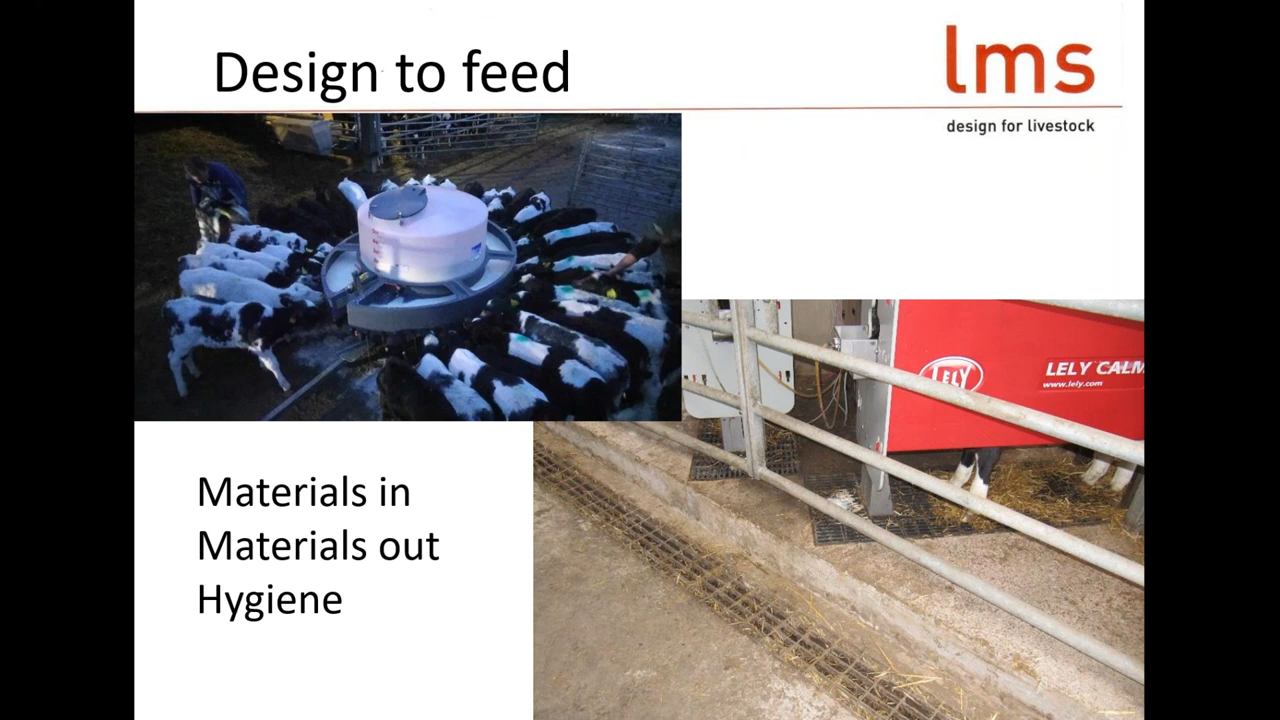 Design to feed
lms
design for livestock
LELY
LELY CALM
www.lely.com
Materials in
Materials out
Hygiene